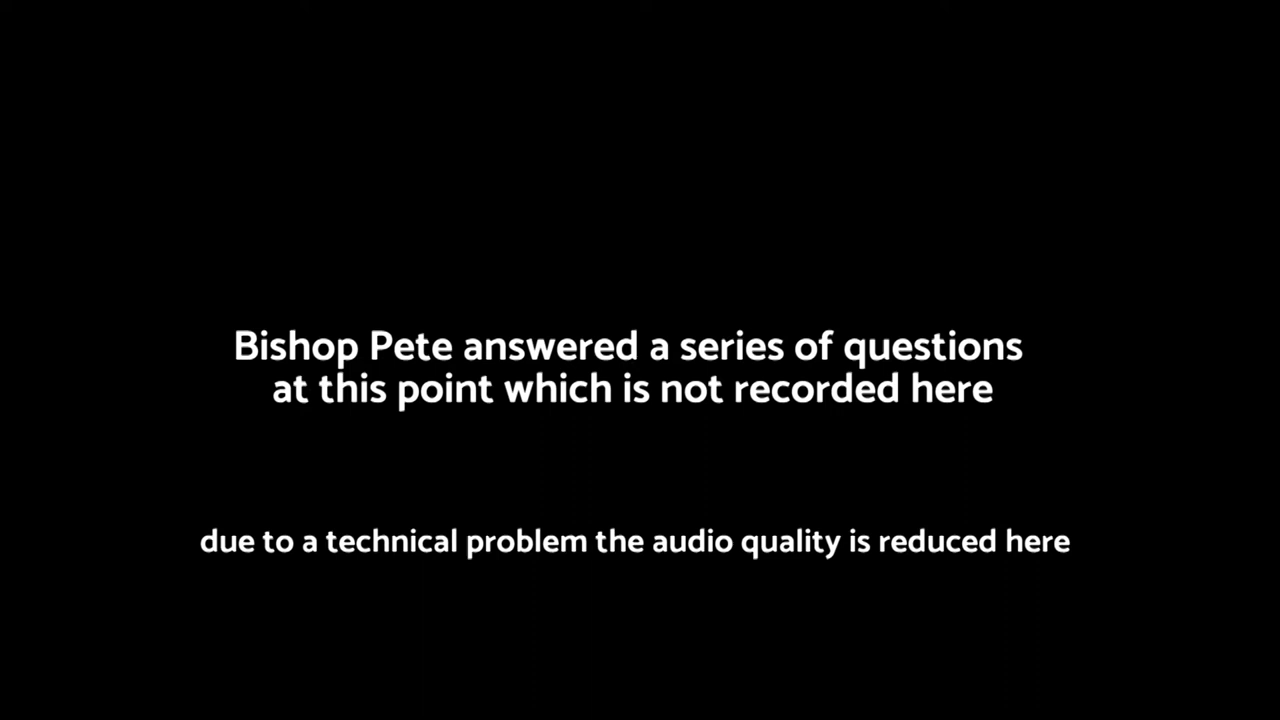 Bishop Pete answered a series of questions
at this point which is not recorded here
due to a technical problem the audio quality is reduced here